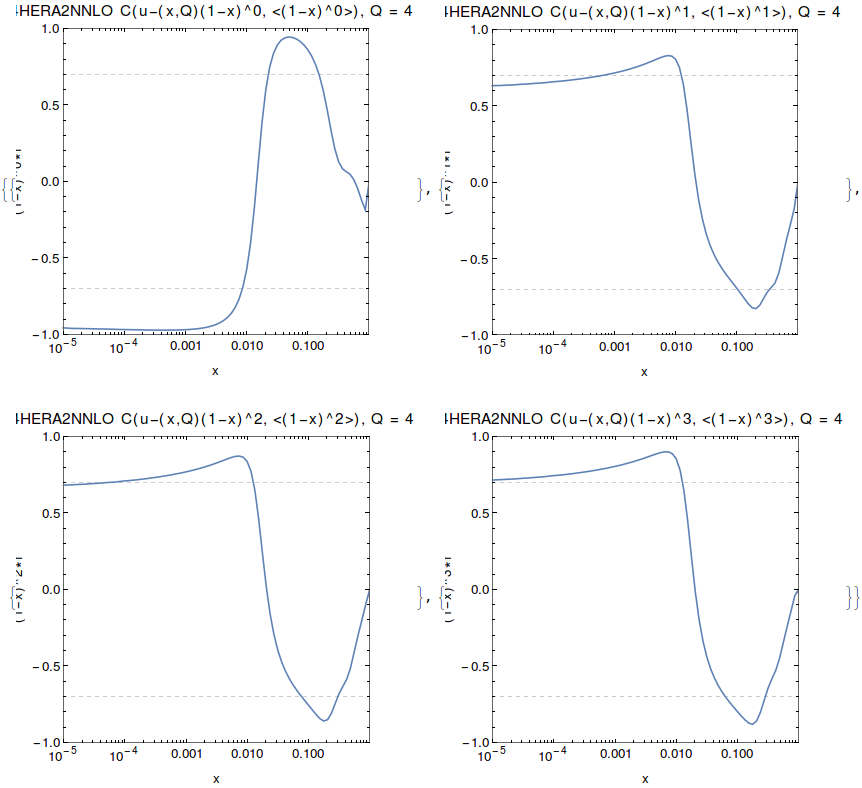 4HERA2NNLO C(u-(x,Q)(1-x)^0, <(1-x)^0>), Q = 4
1.0
0.5
0.0
-0.5
-1.0
10^-5 10^-4 0.001 0.010 0.100
x
{{
},
4HERA2NNLO C(u-(x,Q)(1-x)^1, <(1-x)^1>), Q = 4
1.0
0.5
0.0
-0.5
-1.0
10^-5 10^-4 0.001 0.010 0.100
x
{
},
4HERA2NNLO C(u-(x,Q)(1-x)^2, <(1-x)^2>), Q = 4
1.0
0.5
0.0
-0.5
-1.0
10^-5 10^-4 0.001 0.010 0.100
x
{
},
4HERA2NNLO C(u-(x,Q)(1-x)^3, <(1-x)^3>), Q = 4
1.0
0.5
0.0
-0.5
-1.0
10^-5 10^-4 0.001 0.010 0.100
x
{
}}